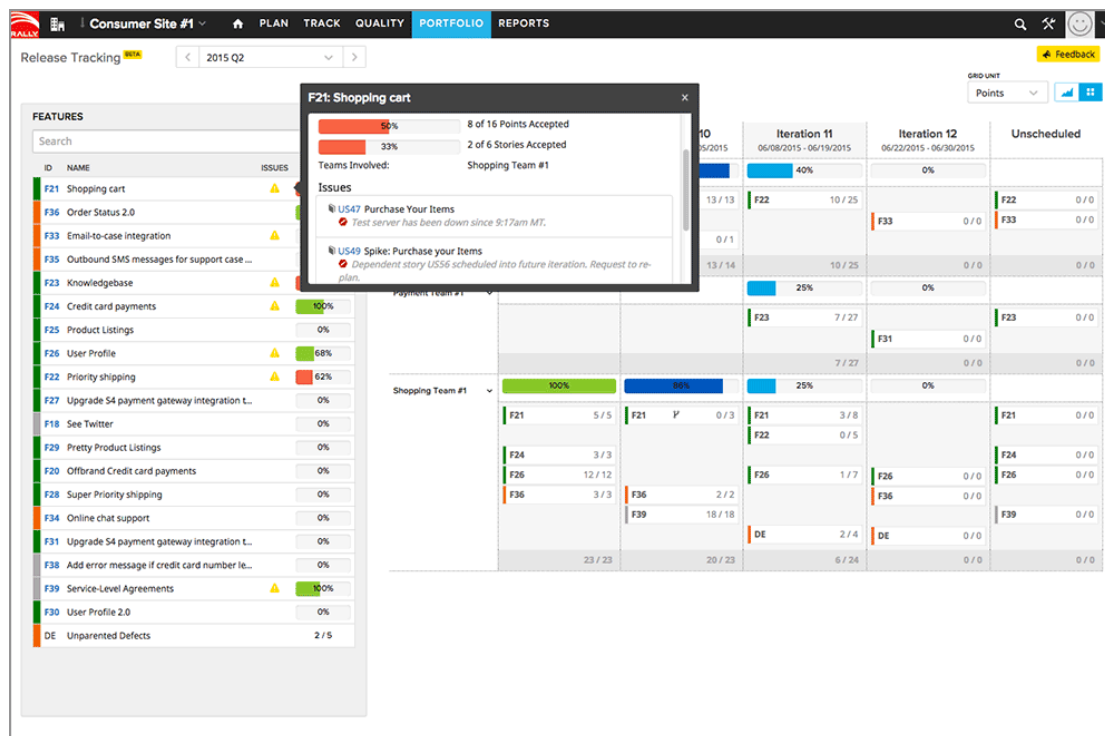 RALLY
Consumer Site #1
PLAN TRACK QUALITY PORTFOLIO REPORTS
Release Tracking BETA
2015 Q2
Feedback
GRID UNIT
Points
FEATURES
Search
ID NAME ISSUES
F21 Shopping cart
F36 Order Status 2.0
F33 Email-to-case integration
F35 Outbound SMS messages for support case ...
F23 Knowledgebase
F24 Credit card payments 100%
F25 Product Listings 0%
F26 User Profile 68%
F22 Priority shipping 62%
F27 Upgrade S4 payment gateway integration t... 0%
F18 See Twitter 0%
F29 Pretty Product Listings 0%
F20 Offbrand Credit card payments 0%
F28 Super Priority shipping 0%
F34 Online chat support 0%
F31 Upgrade S4 payment gateway integration t... 0%
F38 Add error message if credit card number le... 0%
F39 Service-Level Agreements 100%
F30 User Profile 2.0 0%
DE Unparented Defects 2 / 5
F21: Shopping cart
50% 8 of 16 Points Accepted
33% 2 of 6 Stories Accepted
Teams Involved: Shopping Team #1
Issues
US47 Purchase Your Items
Test server has been down since 9:17am MT.
US49 Spike: Purchase your Items
Dependent story US56 scheduled into future iteration. Request to re-
plan.
10 Iteration 11 Iteration 12 Unscheduled
05/2015 06/08/2015 - 06/19/2015 06/22/2015 - 06/30/2015
40% 0%
13 / 13 F22 10 / 25 F22 0 / 0
F33 0 / 0 F33 0 / 0
0 / 1
13 / 14 10 / 25 0 / 0 0 / 0
Payment Team #1 25% 0%
F23 7 / 27 F23 0 / 0
F31 0 / 0
7 / 27 0 / 0 0 / 0
Shopping Team #1 100% 86% 25% 0%
F21 5 / 5 F21 0 / 3 F21 3 / 8 F21 0 / 0
F22 0 / 5
F24 3 / 3 F24 0 / 0
F26 12 / 12 F26 1 / 7 F26 0 / 0 F26 0 / 0
F36 3 / 3 F36 2 / 2 F36 0 / 0
F39 18 / 18 F39 0 / 0
DE 2 / 4 DE 0 / 0
23 / 23 20 / 23 6 / 24 0 / 0 0 / 0